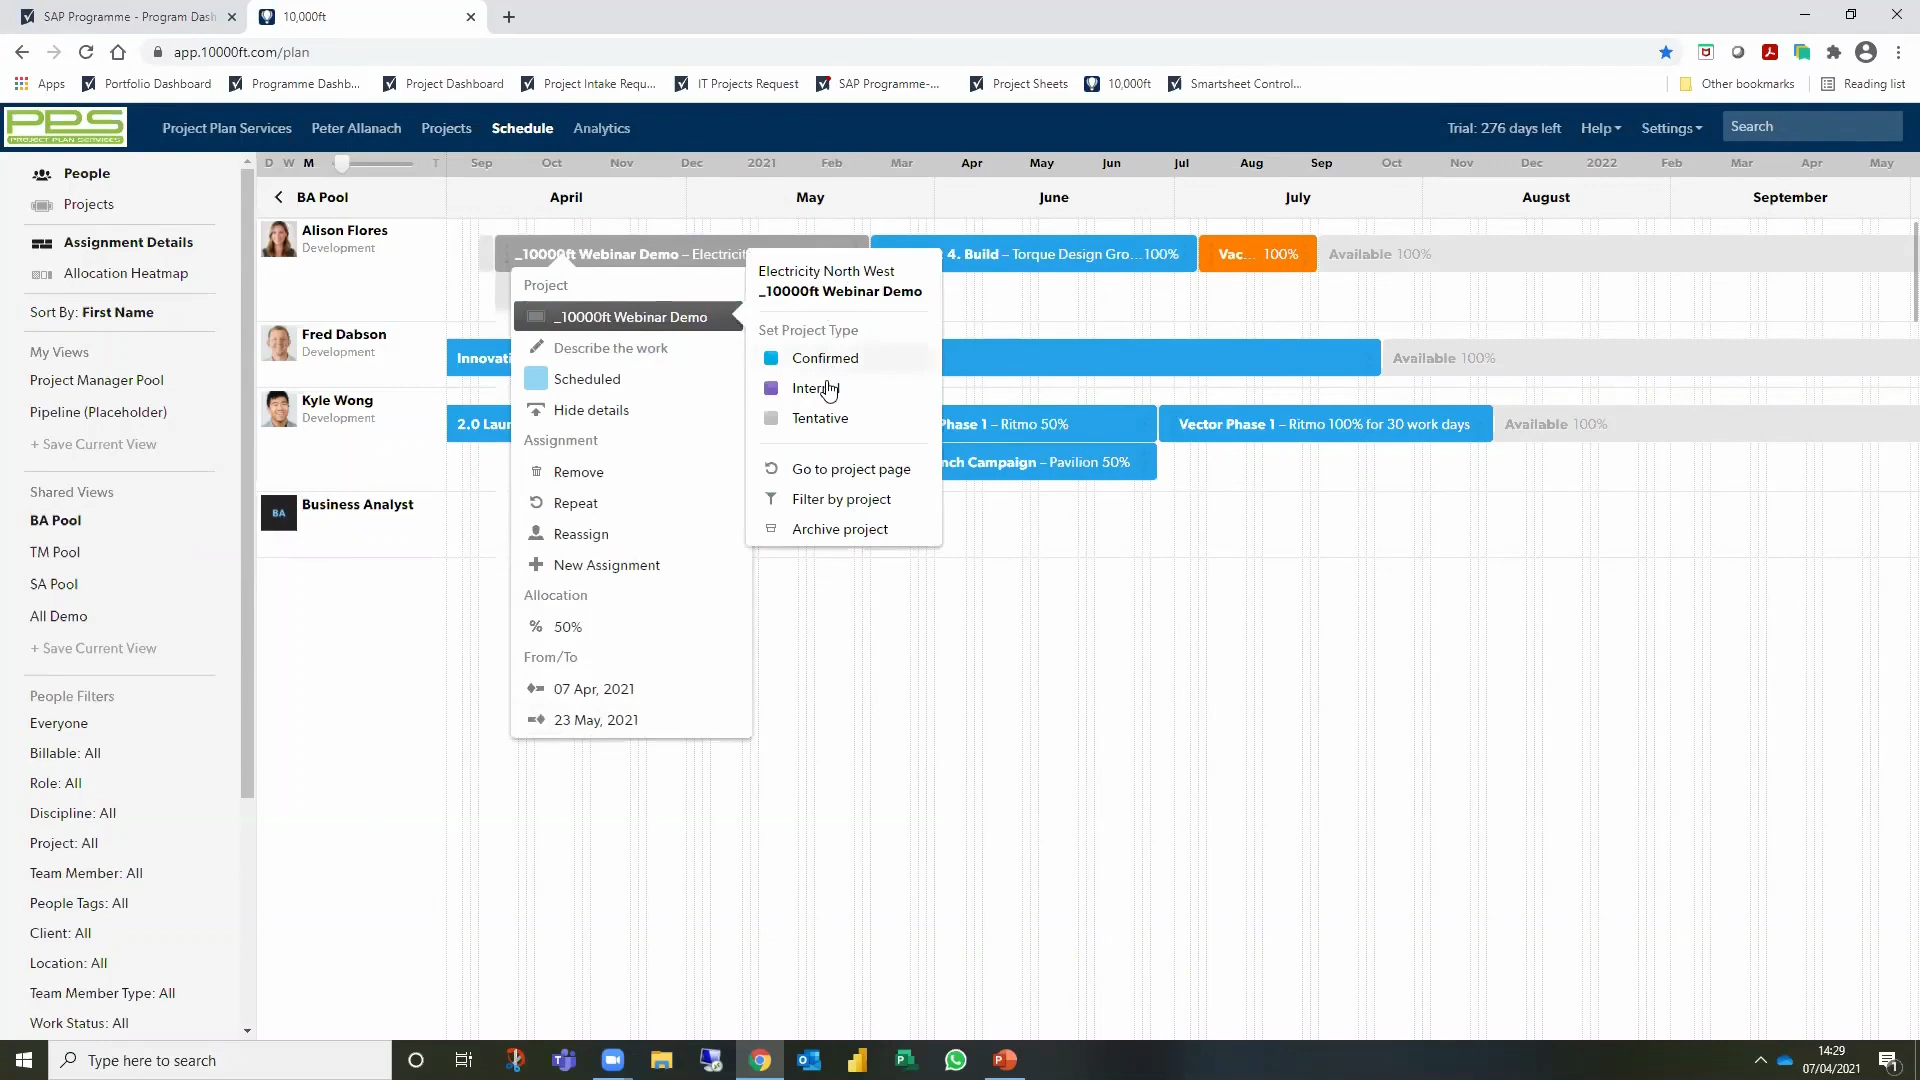 SAP Programme - Program Dash
10,000ft
app.10000ft.com/plan
Apps
Portfolio Dashboard
Programme Dashb...
Project Dashboard
Project Intake Requ...
IT Projects Request
SAP Programme-...
Project Sheets
10,000ft
Smartsheet Control...
Other bookmarks
Reading list
PPS
PROJECT PLAN SERVICES
Project Plan Services
Peter Allanach
Projects
Schedule
Analytics
Trial: 276 days left
Help
Settings
Search
People
Projects
Assignment Details
Allocation Heatmap
Sort By: First Name
My Views
Project Manager Pool
Pipeline (Placeholder)
+ Save Current View
Shared Views
BA Pool
TM Pool
SA Pool
All Demo
+ Save Current View
People Filters
Everyone
Billable: All
Role: All
Discipline: All
Project: All
Team Member: All
People Tags: All
Client: All
Location: All
Team Member Type: All
Work Status: All
D W M T Sep Oct Nov Dec 2021 Feb Mar Apr May Jun Jul Aug Sep Oct Nov Dec 2022 Feb Mar Apr May
BA Pool
April May June July August September
Alison Flores
Development
_10000ft Webinar Demo – Electricit
4. Build – Torque Design Gro... 100%
Vac... 100%
Available 100%
Fred Dabson
Development
Innovati
Available 100%
Kyle Wong
Development
2.0 Laun
Phase 1 – Ritmo 50%
Vector Phase 1 – Ritmo 100% for 30 work days
Available 100%
nch Campaign – Pavilion 50%
BA
Business Analyst
Project
_10000ft Webinar Demo
Describe the work
Scheduled
Hide details
Assignment
Remove
Repeat
Reassign
New Assignment
Allocation
% 50%
From/To
07 Apr, 2021
23 May, 2021
Electricity North West
_10000ft Webinar Demo
Set Project Type
Confirmed
Tentative
Go to project page
Filter by project
Archive project
Type here to search
14:29
07/04/2021
1